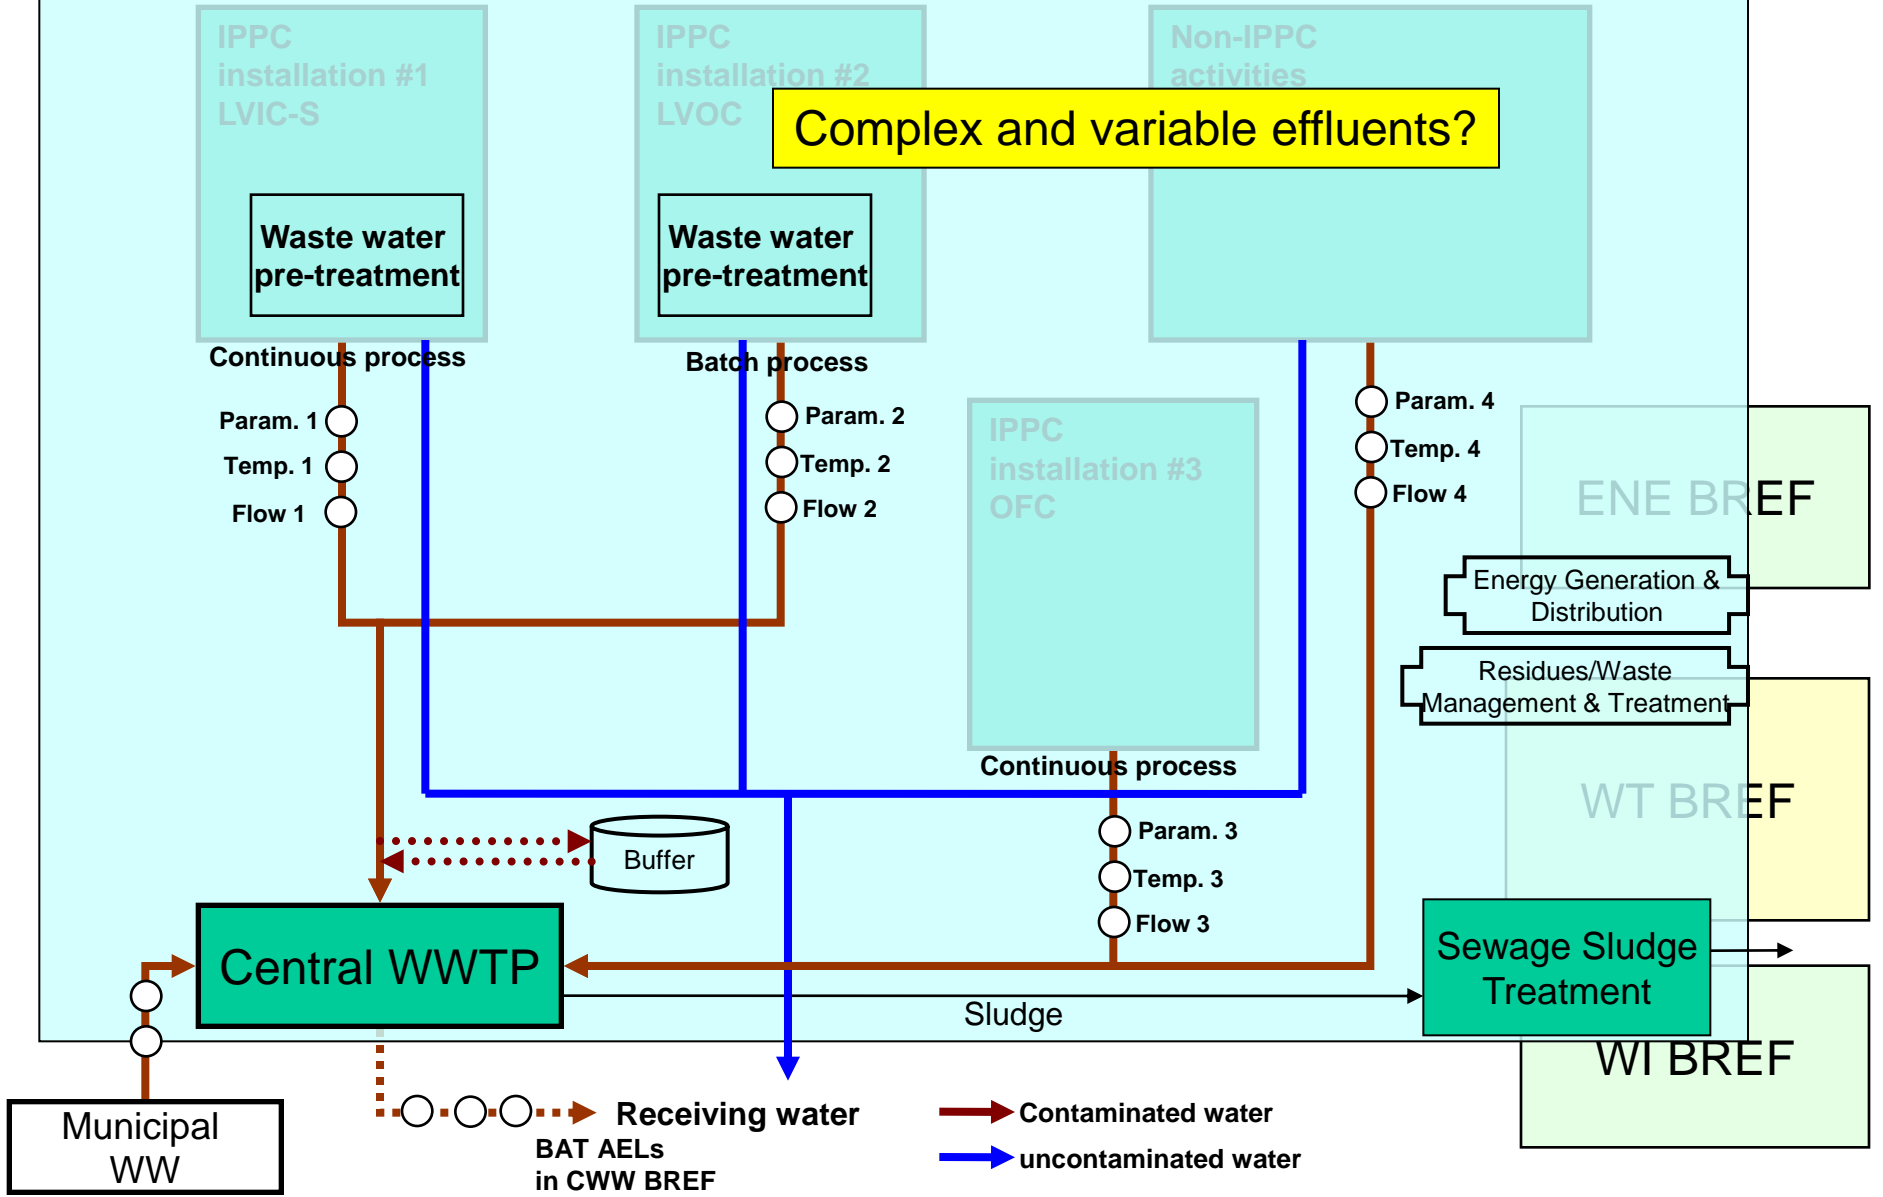 IPPC
installation #1
LVIC-S
IPPC
installation #2
LVOC
Non-IPPC
activities
Complex and variable effluents?
Waste water
pre-treatment
Waste water
pre-treatment
Continuous process
Batch process
Param. 1
Temp. 1
Flow 1
Param. 2
Temp. 2
Flow 2
IPPC
installation #3
OFC
Param. 4
Temp. 4
Flow 4
ENE BREF
Energy Generation &
Distribution
Residues/Waste
Management & Treatment
Continuous process
WT BREF
Param. 3
Temp. 3
Flow 3
Buffer
Central WWTP
Sewage Sludge
Treatment
Sludge
WI BREF
Municipal
WW
Receiving water
BAT AELs
in CWW BREF
Contaminated water
uncontaminated water